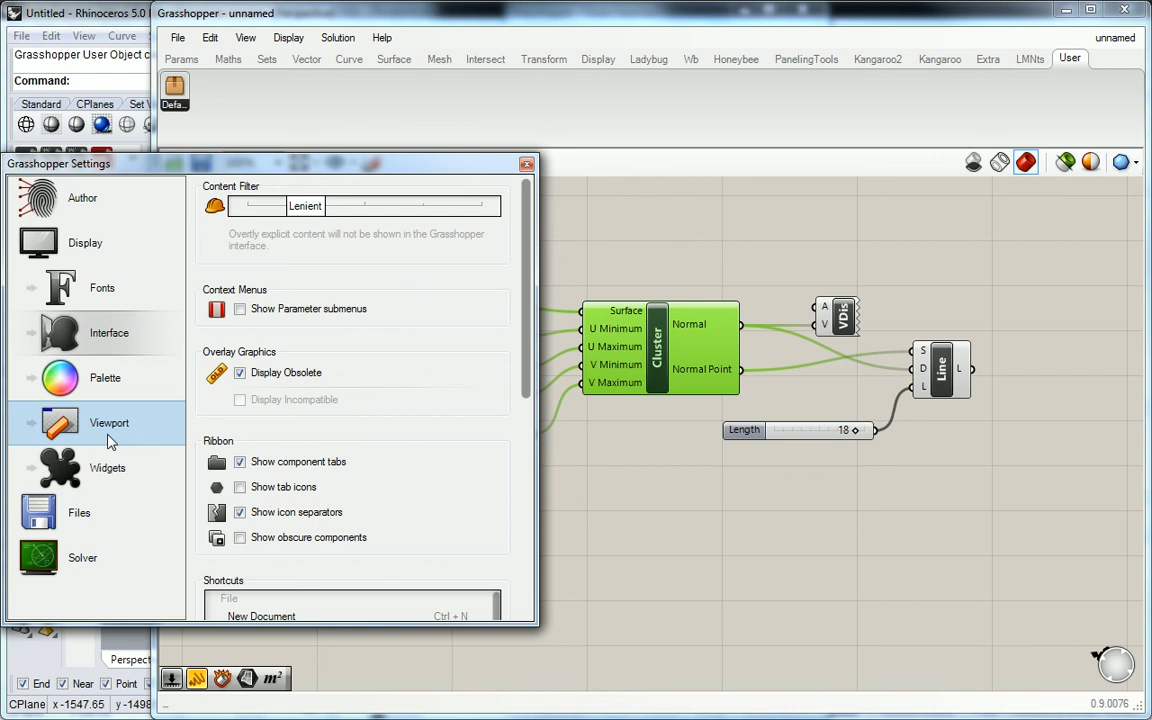 Untitled - Rhinoceros 5.0
Grasshopper - unnamed
File Edit View Curve
File Edit View Display Solution Help
unnamed
Grasshopper User Object c
Params Maths Sets Vector Curve Surface Mesh Intersect Transform Display Ladybug Wb Honeybee PanelingTools Kangaroo2 Kangaroo Extra LMNts User
Command:
Standard CPlanes Set V
Defa...
Grasshopper Settings
Author
Display
Fonts
Interface
Palette
Viewport
Widgets
Files
Solver
Content Filter
Lenient
Overtly explicit content will not be shown in the Grasshopper
interface.
Context Menus
Show Parameter submenus
Overlay Graphics
OLD
Display Obsolete
Display Incompatible
Ribbon
Show component tabs
Show tab icons
Show icon separators
Show obscure components
Shortcuts
File
New Document Ctrl + N
Surface
U Minimum
U Maximum
V Minimum
V Maximum
Cluster
Normal
Normal Point
A
V
VDis
S
D
L
Line
L
Length 18
m²
Perspect
End Near Point
CPlane x -1547.65 y -1498
0.9.0076